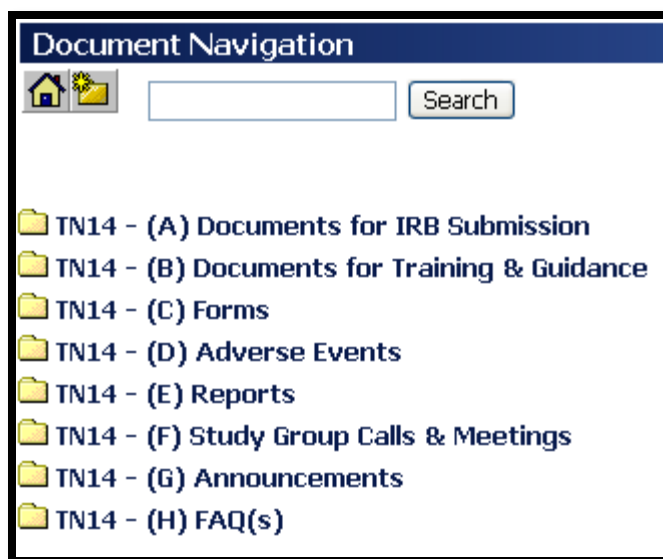 Document Navigation
Search
TN14 - (A) Documents for IRB Submission
TN14 - (B) Documents for Training & Guidance
TN14 - (C) Forms
TN14 - (D) Adverse Events
TN14 - (E) Reports
TN14 - (F) Study Group Calls & Meetings
TN14 - (G) Announcements
TN14 - (H) FAQ(s)